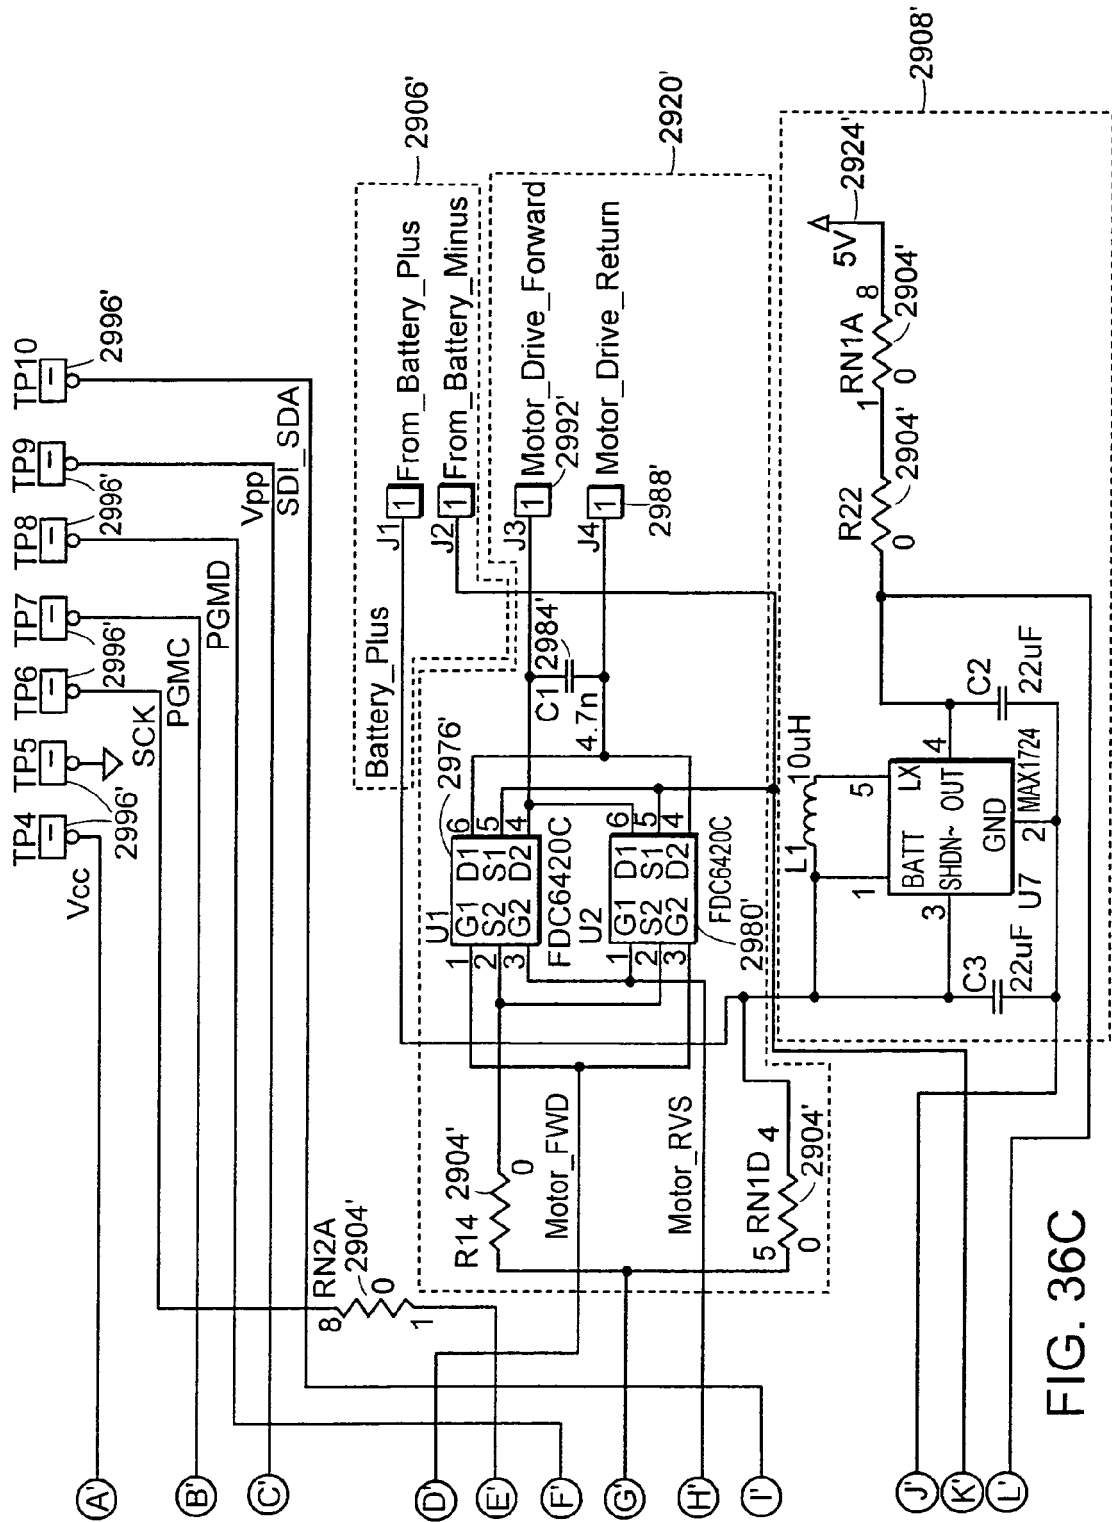 TP4
TP5
TP6
TP7
TP8
TP9
TP10
2996'
2996'
2996'
2996'
2996'
Vcc
SCK
PGMC
PGMD
Vpp
SDI_SDA
RN2A
2904'
8
0
1
Battery_Plus
J1
1
From_Battery_Plus
J2
1
From_Battery_Minus
2906'
J3
1
Motor_Drive_Forward
2992'
J4
1
Motor_Drive_Return
2988'
2920'
C1
2984'
4.7n
2976'
U1
1 G1 D1 6
2 S2 S1 5
3 G2 D2 4
FDC6420C
U2
1 G1 D1 6
2 S2 S1 5
3 G2 D2 4
FDC6420C
2980'
R14
2904'
0
Motor_FWD
Motor_RVS
5 RN1D 4
0
2904'
2908'
5V
2924'
8
RN1A
2904'
1
0
R22
2904'
0
L1
10uH
1
5
BATT
LX
3
SHDN~
OUT
4
GND
2
MAX1724
U7
C3
22uF
C2
22uF
A'
B'
C'
D'
E'
F'
G'
H'
I'
J'
K'
L'
FIG. 36C